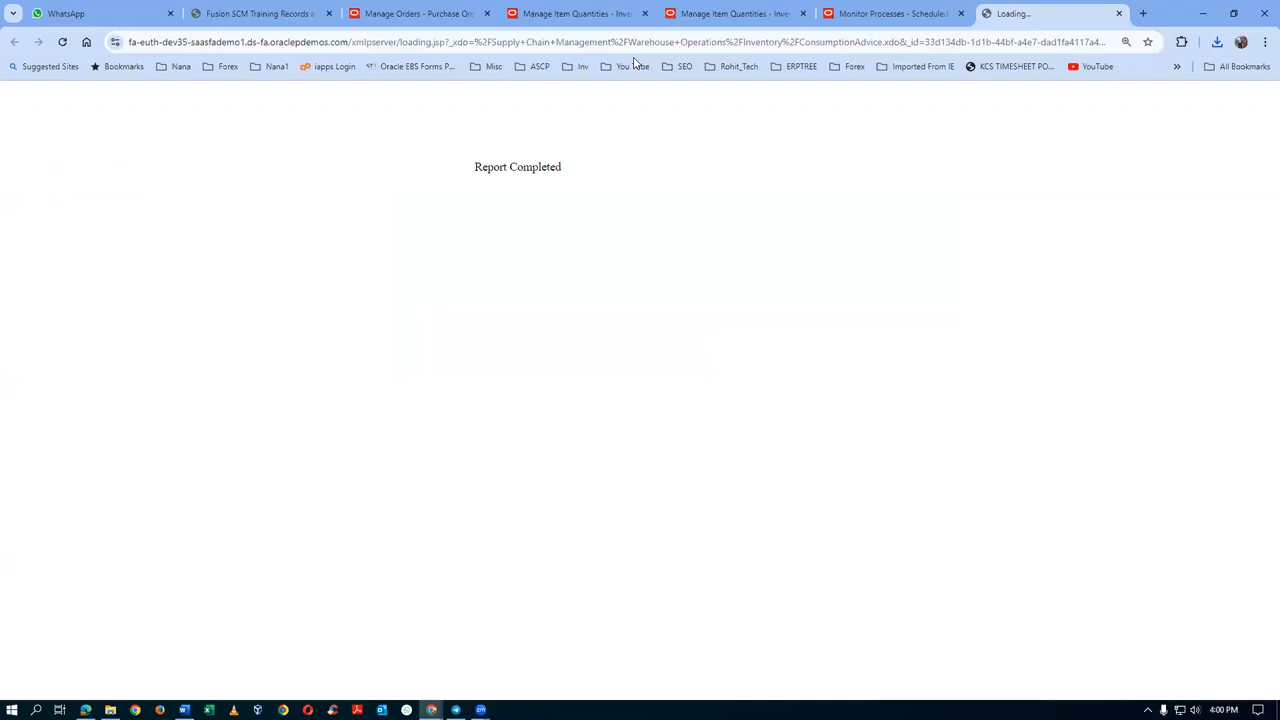 WhatsApp
Fusion SCM Training Records a
Manage Orders - Purchase Or
Manage Item Quantities - Inve
Manage Item Quantities - Inve
Monitor Processes - Scheduled
Loading...
fa-euth-dev35-saasfademo1.ds-fa.oraclepdemos.com/xmlpserver/loading.jsp?_xdo=%2FSupply+Chain+Management%2FWarehouse+Operations%2FInventory%2FConsumptionAdvice.xdo&_id=33d134db-1d1b-44bf-a4e7-dad1fa4117a4...
Suggested Sites
Bookmarks
Nana
Forex
Nana1
iapps Login
Oracle EBS Forms P...
Misc
ASCP
Inv
YouTube
SEO
Rohit_Tech
ERPTREE
Forex
Imported From IE
KCS TIMESHEET PO...
YouTube
»
All Bookmarks
Report Completed
4:00 PM